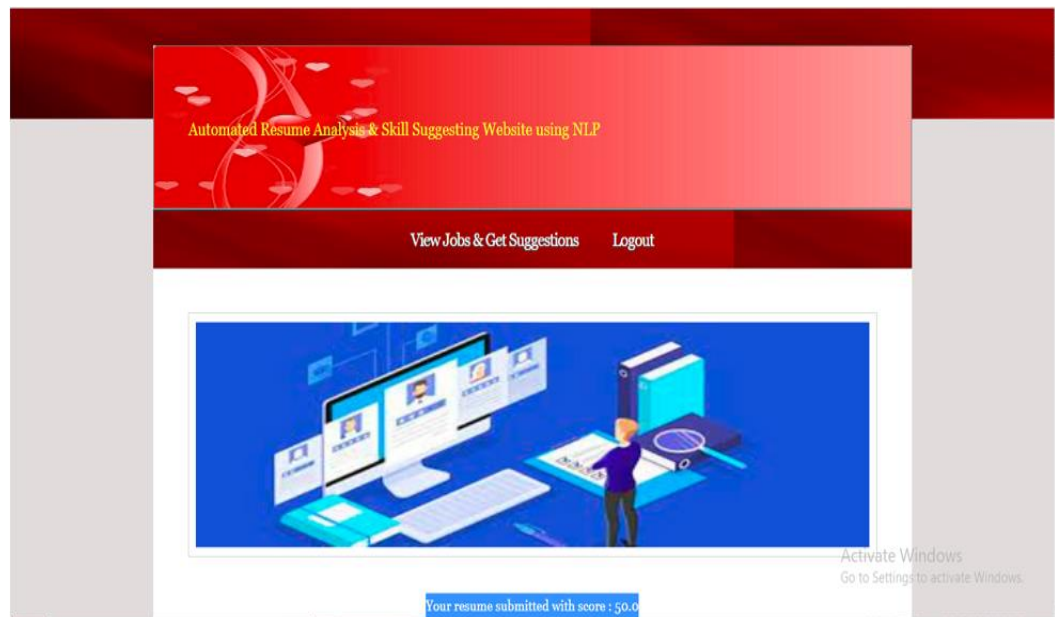 Automated Resume Analysis & Skill Suggesting Website using NLP
View Jobs & Get Suggestions Logout
Activate Windows
Go to Settings to activate Windows.
Your resume submitted with score : 50.0